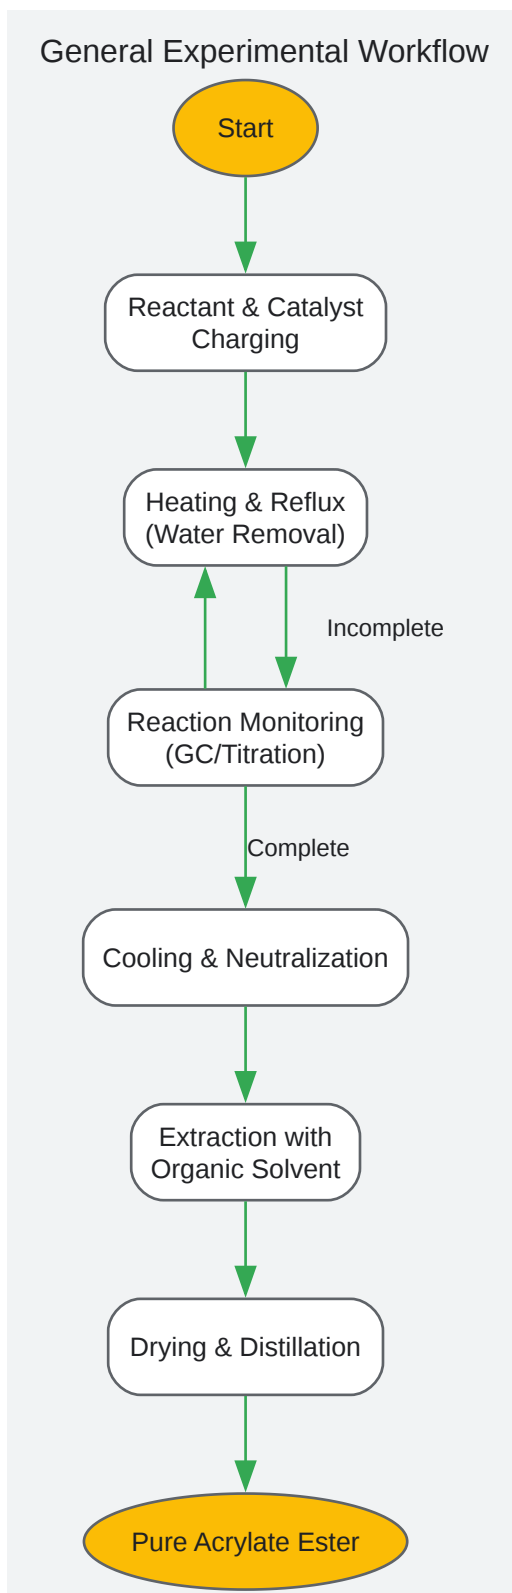 General Experimental Workflow
Start
Reactant & Catalyst
Charging
Heating & Reflux
(Water Removal)
Incomplete
Reaction Monitoring
(GC/Titration)
Complete
Cooling & Neutralization
Extraction with
Organic Solvent
Drying & Distillation
Pure Acrylate Ester